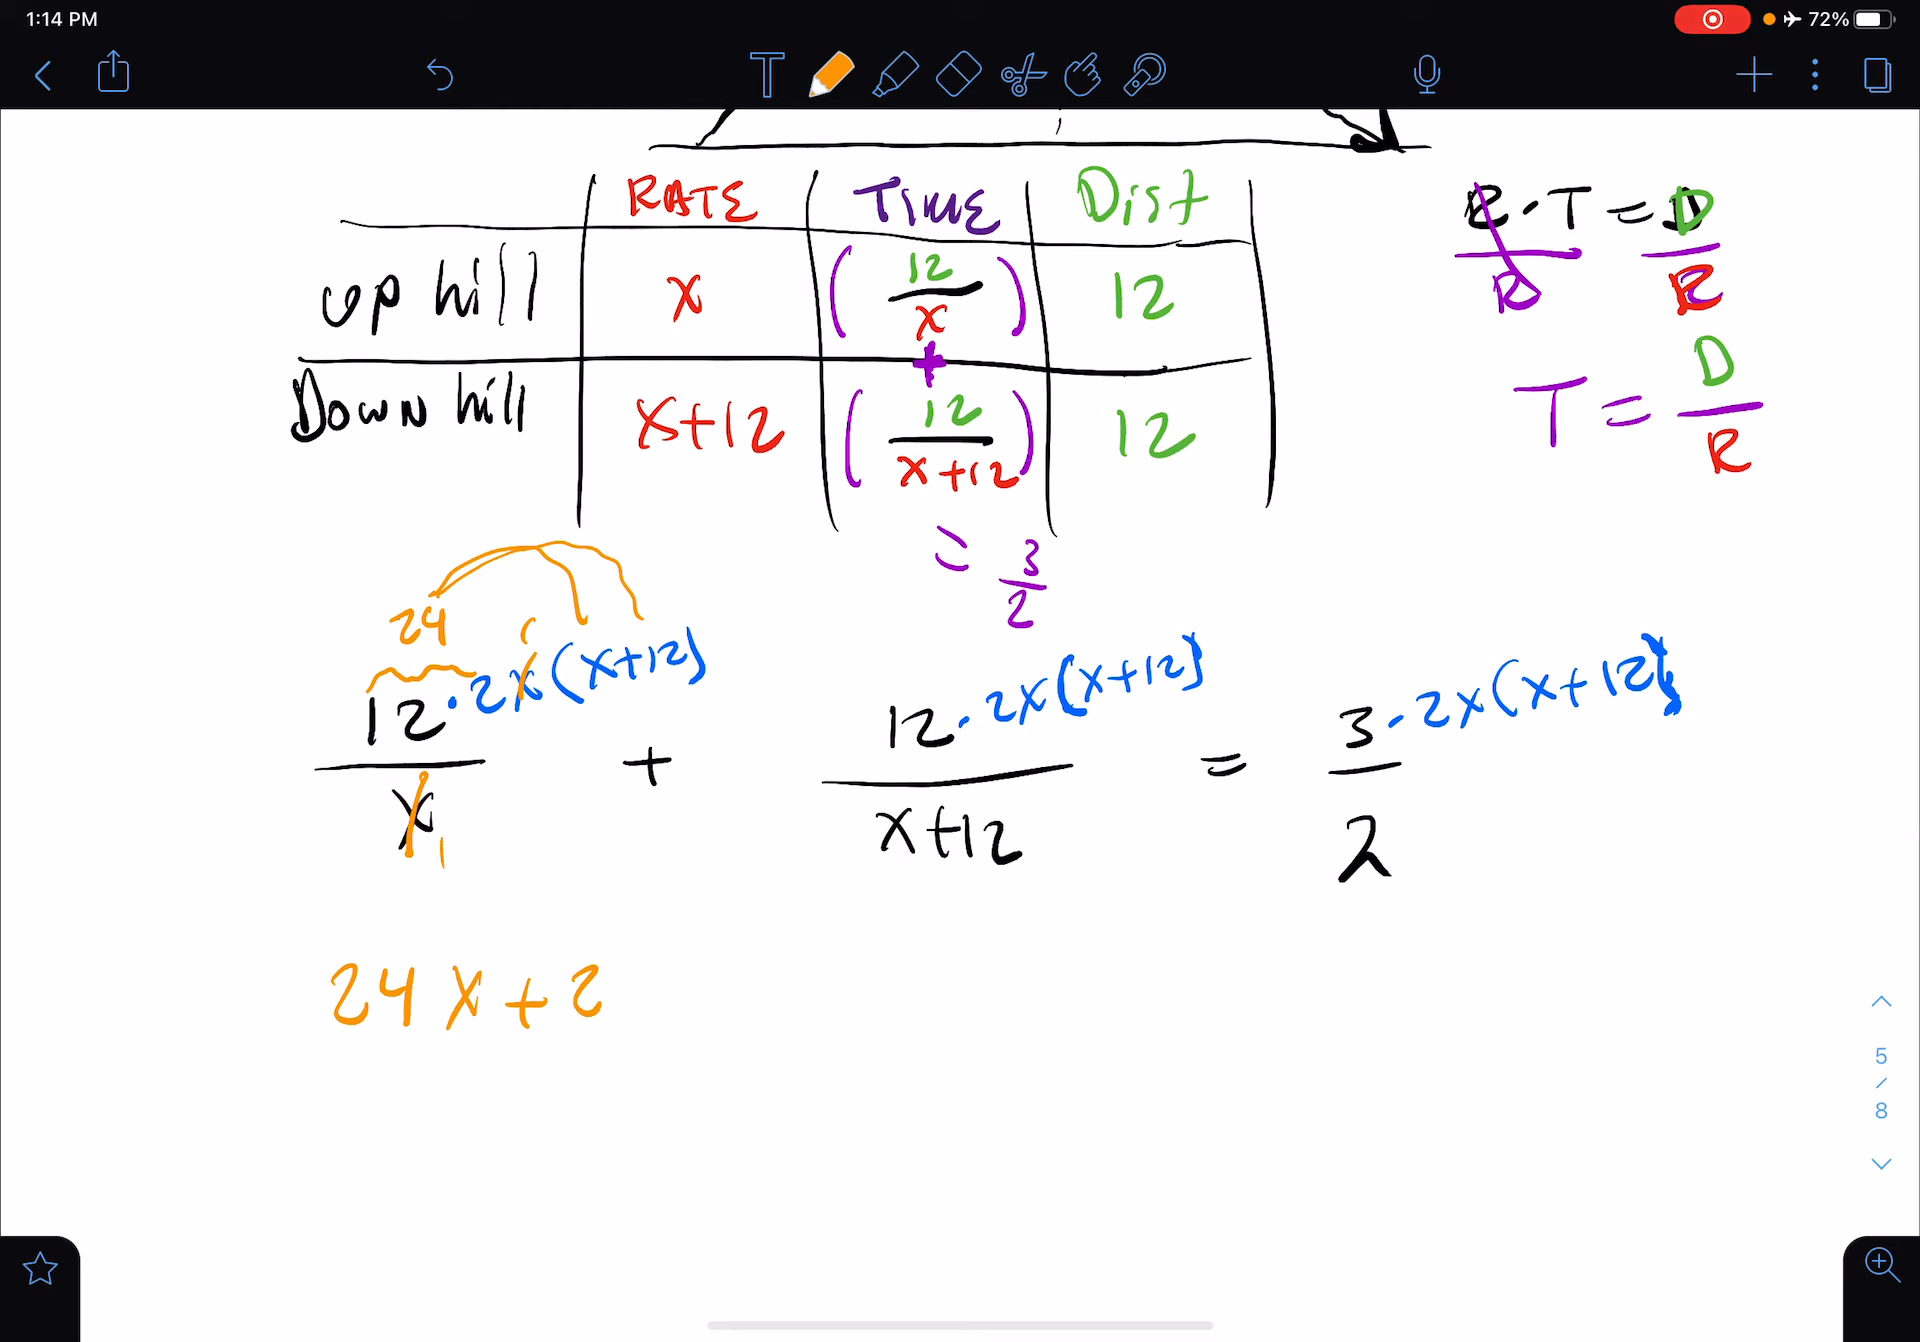 1:14 PM 72%
RATE TIME Dist
up hill x ( 12 / x ) 12
+
Down hill x+12 ( 12 / x+12 ) 12
= 3/2
R · T = D
R R
T = D / R
24
12 · 2x(x+12) 12 · 2x(x+12) 3 · 2x(x+12)
+ =
x 1 x+12 2
24x+2
5
/
8